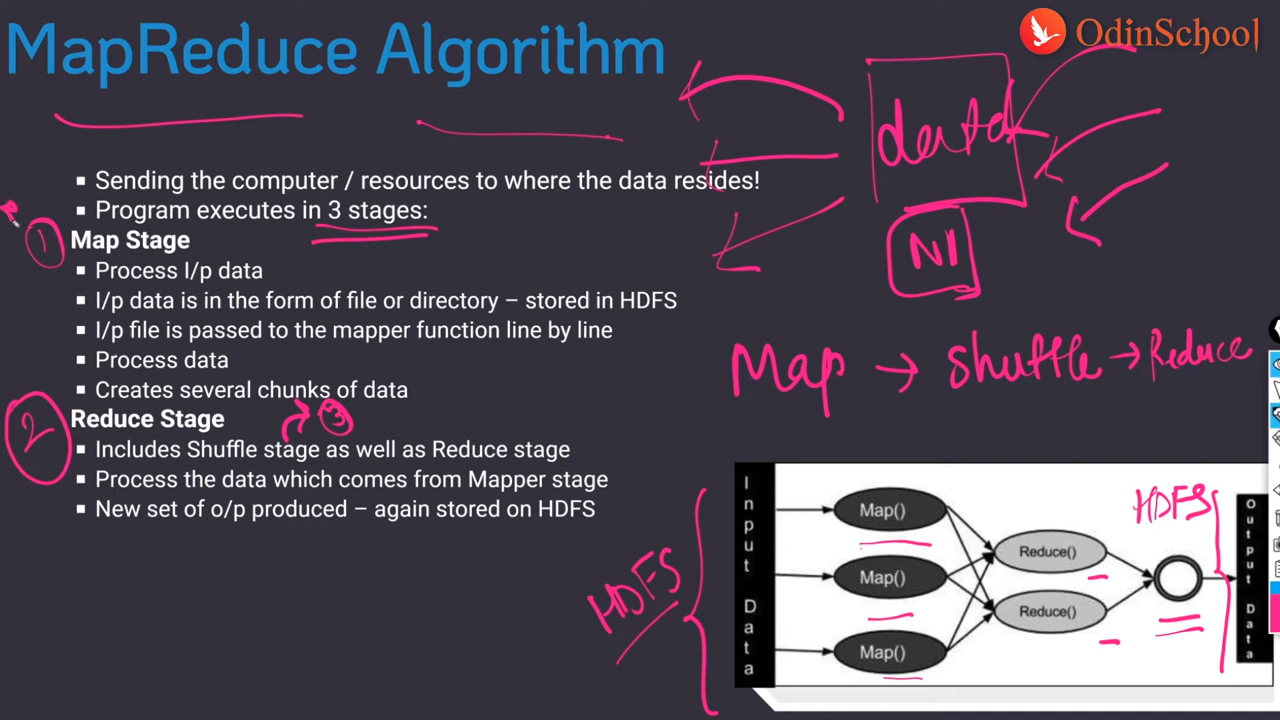 MapReduce Algorithm
OdinSchool
data
▪ Sending the computer / resources to where the data resides!
▪ Program executes in 3 stages:
N1
1
Map Stage
▪ Process I/p data
▪ I/p data is in the form of file or directory – stored in HDFS
▪ I/p file is passed to the mapper function line by line
▪ Process data
▪ Creates several chunks of data
Map → Shuffle → Reduce
2
Reduce Stage
3
▪ Includes Shuffle stage as well as Reduce stage
▪ Process the data which comes from Mapper stage
▪ New set of o/p produced – again stored on HDFS
HDFS
Input Data
Map()
Map()
Map()
Reduce()
Reduce()
HDFS
Output Data